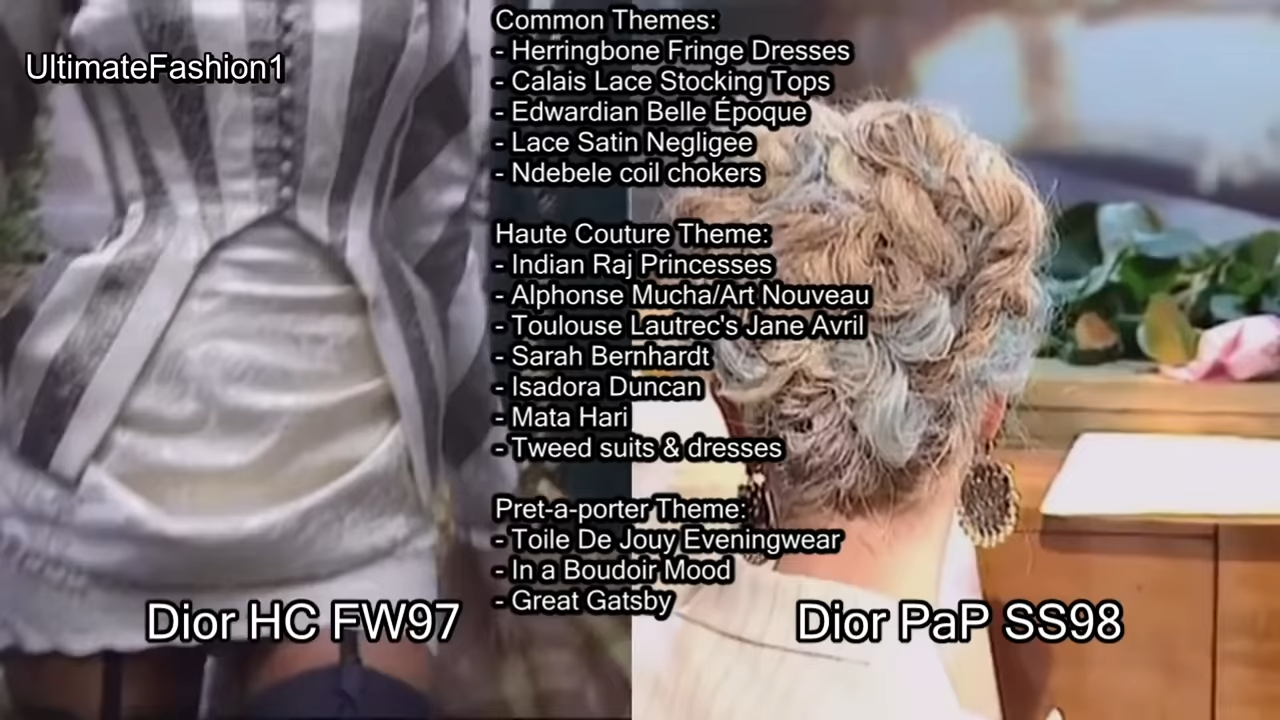 UltimateFashion1
Common Themes:
- Herringbone Fringe Dresses
- Calais Lace Stocking Tops
- Edwardian Belle Époque
- Lace Satin Negligee
- Ndebele coil chokers
Haute Couture Theme:
- Indian Raj Princesses
- Alphonse Mucha/Art Nouveau
- Toulouse Lautrec's Jane Avril
- Sarah Bernhardt
- Isadora Duncan
- Mata Hari
- Tweed suits & dresses
Pret-a-porter Theme:
- Toile De Jouy Eveningwear
- In a Boudoir Mood
- Great Gatsby
Dior HC FW97
Dior PaP SS98